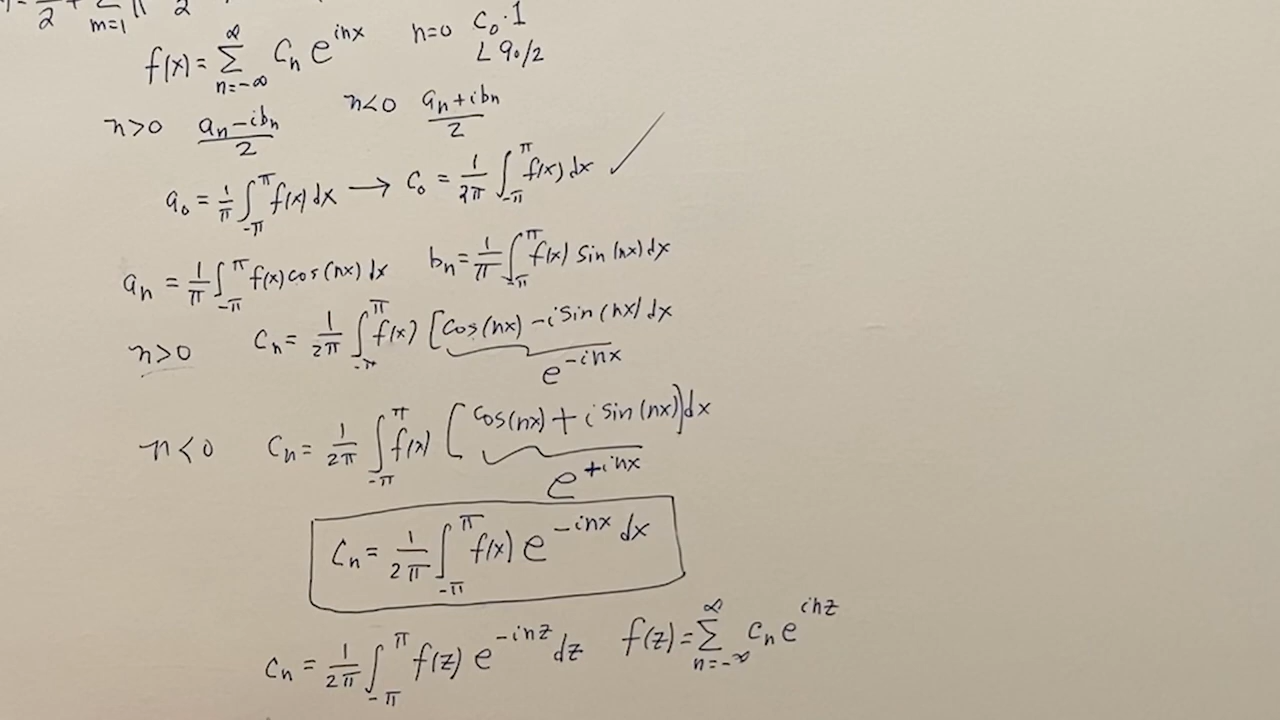 2 + ∑ m=1 π 2
f(x) = ∑_{n=-∞}^{∞} C_n e^{inx} n=0 C_0·1
L a_0/2
n>0 (a_n - ib_n)/2 n<0 (a_n + ib_n)/2
a_0 = 1/π ∫_{-π}^{π} f(x) dx → C_0 = 1/2π ∫_{-π}^{π} f(x) dx ✓
a_n = 1/π ∫_{-π}^{π} f(x) cos(nx) dx b_n = 1/π ∫_{-π}^{π} f(x) sin(nx) dx
n>0 C_n = 1/2π ∫_{-π}^{π} f(x) [cos(nx) - i sin(nx) dx
e^{-inx}
n<0 C_n = 1/2π ∫_{-π}^{π} f(x) [cos(nx) + i sin(nx)] dx
e^{+inx}
C_n = 1/2π ∫_{-π}^{π} f(x) e^{-inx} dx
C_n = 1/2π ∫_{-π}^{π} f(z) e^{-inz} dz f(z) = ∑_{n=-∞}^{∞} C_n e^{inz}